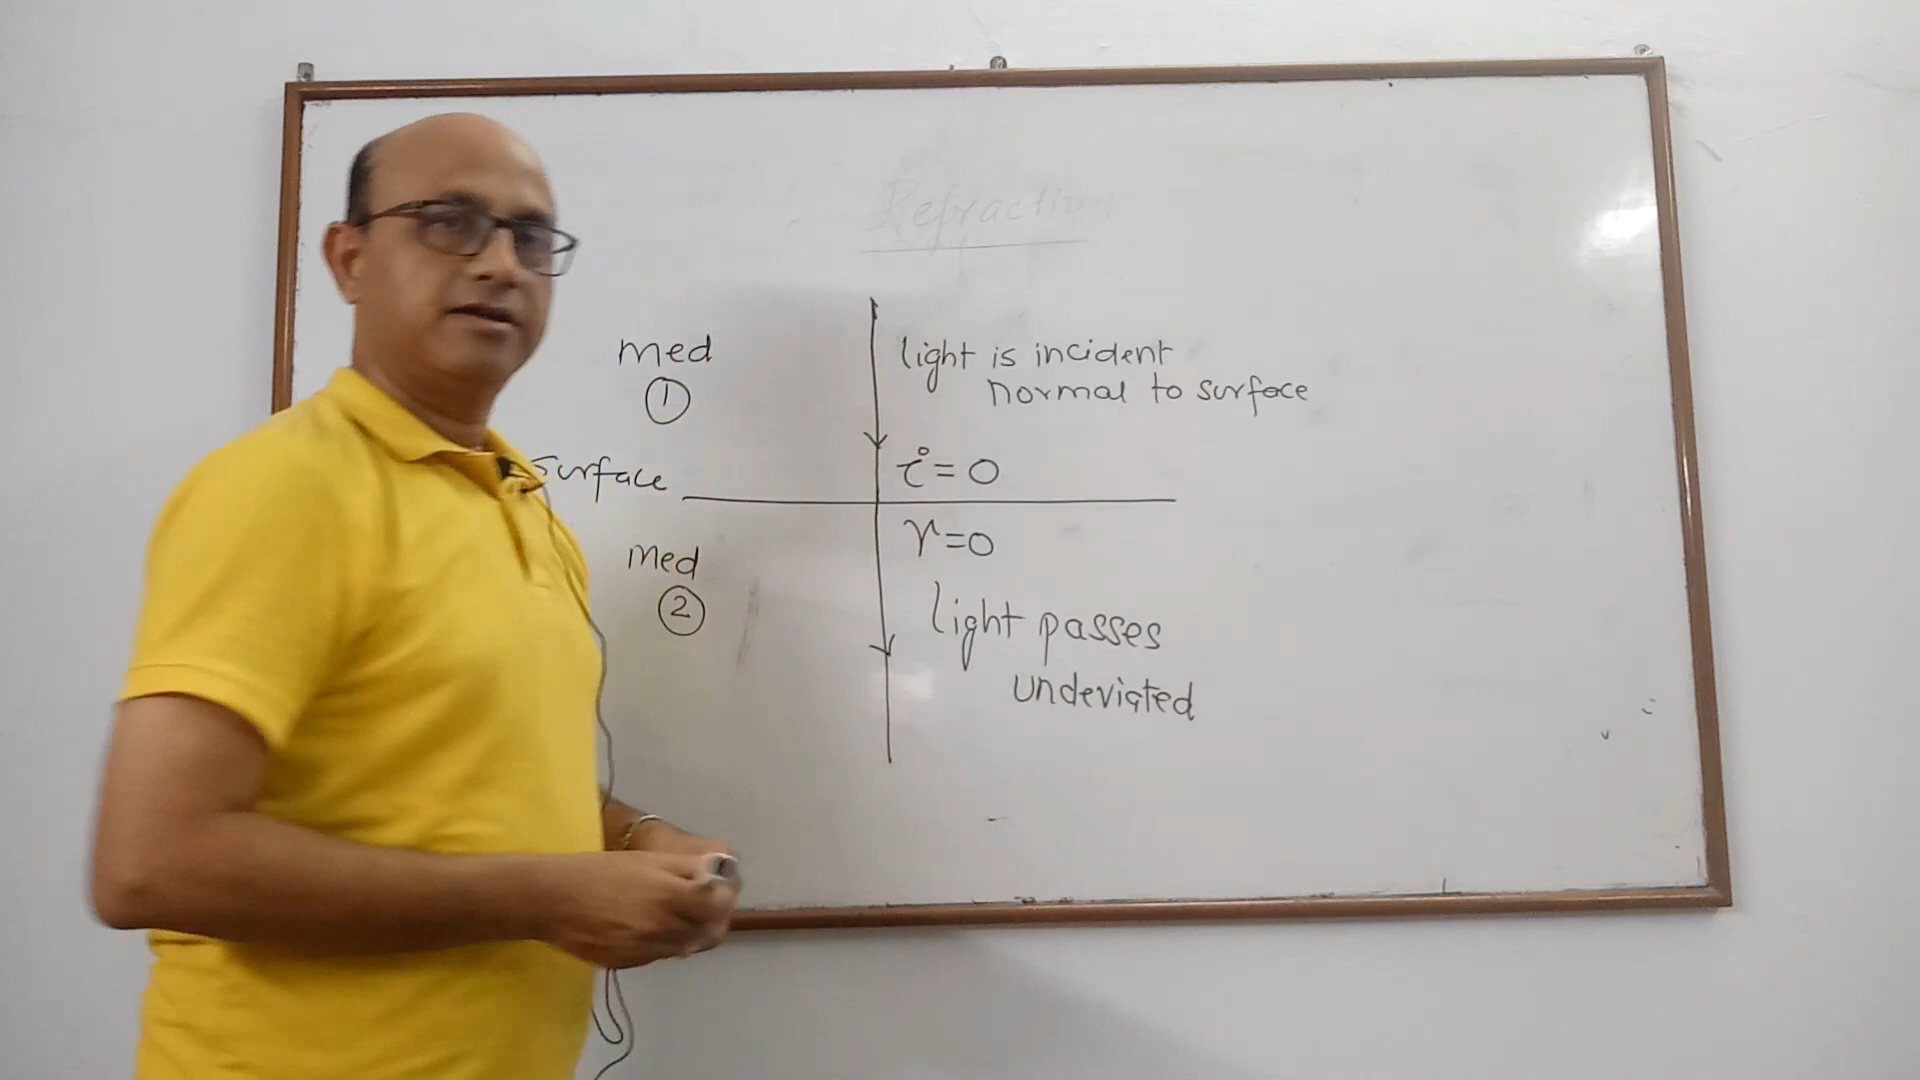 Refraction
med
①
light is incident
normal to surface
surface
i=0
r=0
med
②
light passes
undeviated